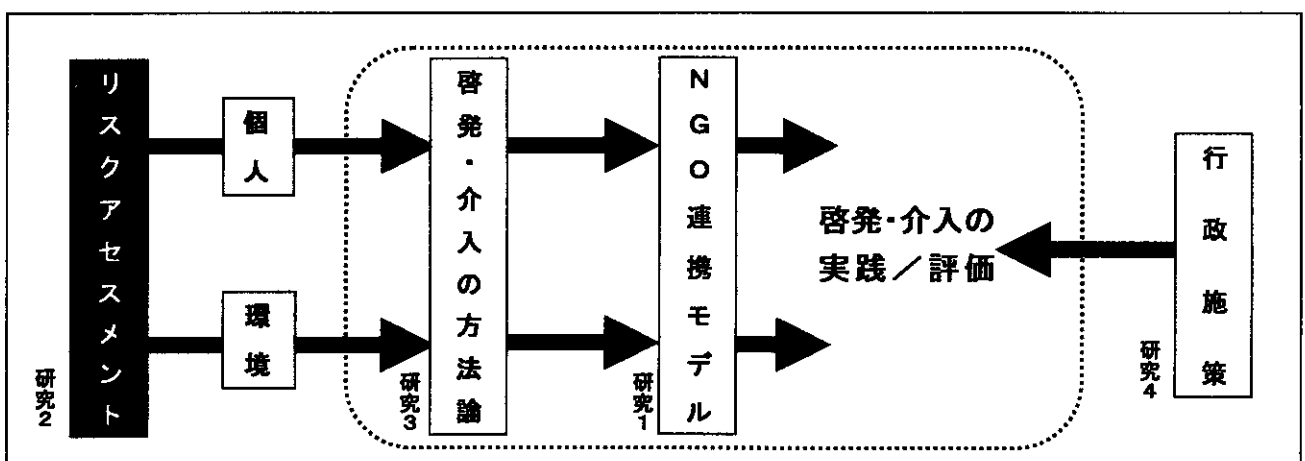 リスクアセスメント
研究2
個人
環境
啓発・介入の方法論
研究3
NGO連携モデル
研究1
啓発・介入の
実践／評価
行政施策
研究4